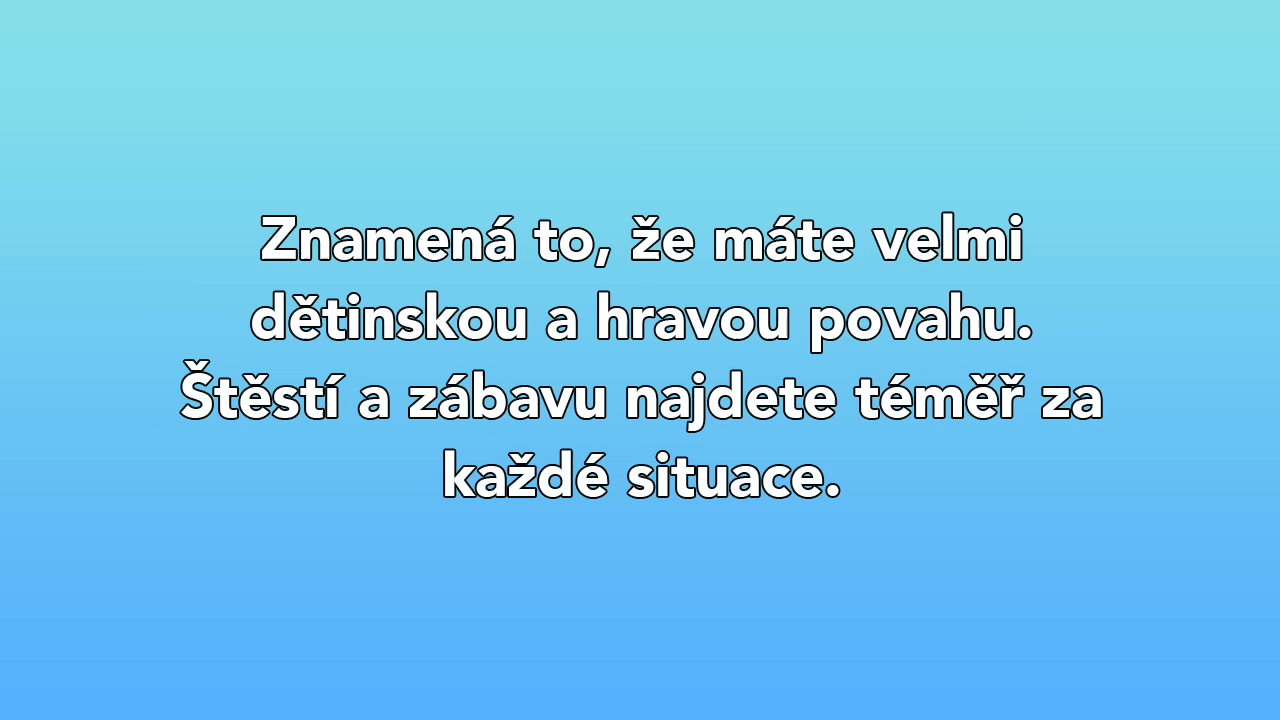 Znamená to, že máte velmi
dětinskou a hravou povahu.
Štěstí a zábavu najdete téměř za
každé situace.